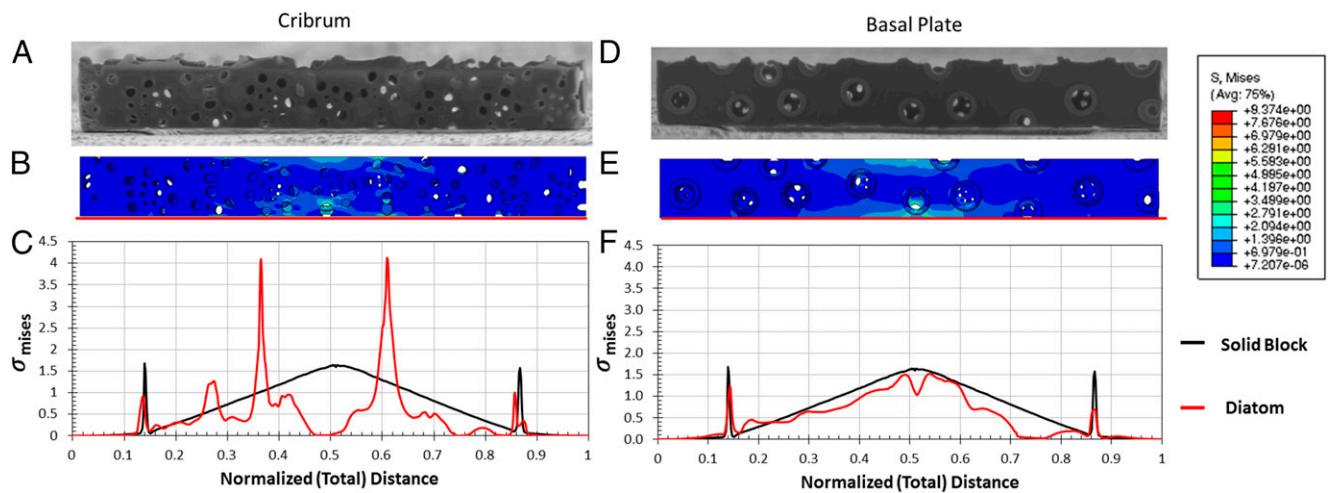 Cribrum
Basal Plate
A
D
B
E
S, Mises
(Avg: 75%)
+9.374e+00
+7.676e+00
+6.979e+00
+6.281e+00
+5.583e+00
+4.885e+00
+4.187e+00
+3.489e+00
+2.791e+00
+2.094e+00
+1.396e+00
+6.979e-01
+7.207e-06
C
σ mises
4.5
4
3.5
3
2.5
2
1.5
1
0.5
0
0 0.1 0.2 0.3 0.4 0.5 0.6 0.7 0.8 0.9 1
Normalized (Total) Distance
F
σ mises
4.5
4.0
3.5
3.0
2.5
2.0
1.5
1.0
0.5
0.0
0 0.1 0.2 0.3 0.4 0.5 0.6 0.7 0.8 0.9 1
Normalized (Total) Distance
Solid Block
Diatom